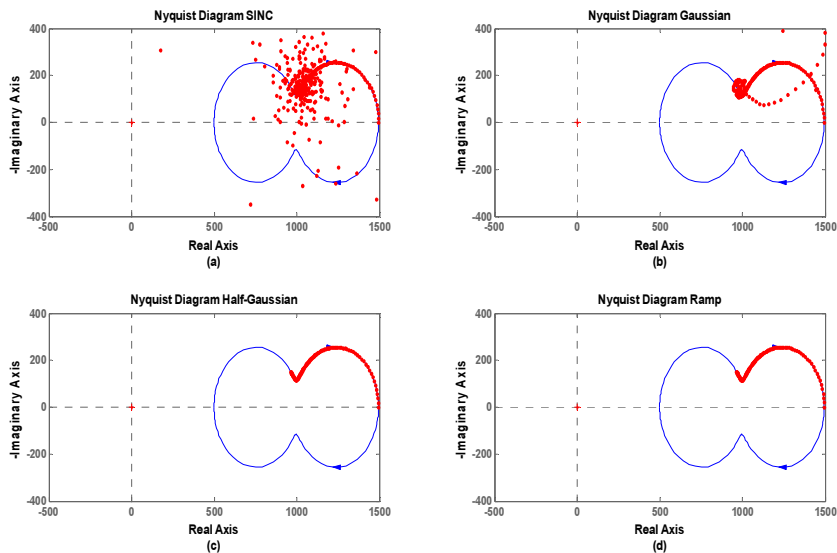 Nyquist Diagram SINC
400
200
0
-200
-400
-500
0
500
1000
1500
-Imaginary Axis
Real Axis
(a)
Nyquist Diagram Gaussian
400
200
0
-200
-400
-500
0
500
1000
1500
-Imaginary Axis
Real Axis
(b)
Nyquist Diagram Half-Gaussian
400
200
0
-200
-400
-500
0
500
1000
1500
-Imaginary Axis
Real Axis
(c)
Nyquist Diagram Ramp
400
200
0
-200
-400
-500
0
500
1000
1500
-Imaginary Axis
Real Axis
(d)